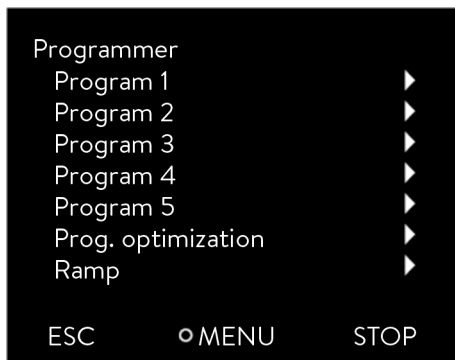 Programmer
Program 1
Program 2
Program 3
Program 4
Program 5
Prog. optimization
Ramp
ESC MENU STOP